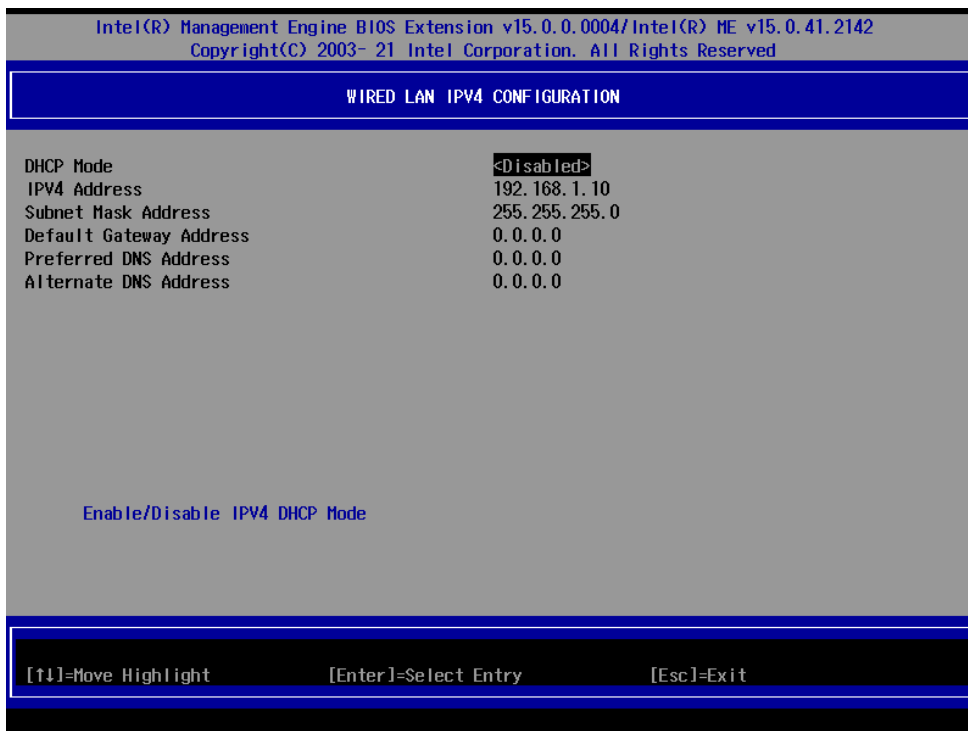 Intel(R) Management Engine BIOS Extension v15.0.0.0004/Intel(R) ME v15.0.41.2142
Copyright(C) 2003- 21 Intel Corporation. All Rights Reserved
WIRED LAN IPV4 CONFIGURATION
DHCP Mode <Disabled>
IPV4 Address 192.168.1.10
Subnet Mask Address 255.255.255.0
Default Gateway Address 0.0.0.0
Preferred DNS Address 0.0.0.0
Alternate DNS Address 0.0.0.0
Enable/Disable IPV4 DHCP Mode
[↑↓]=Move Highlight [Enter]=Select Entry [Esc]=Exit